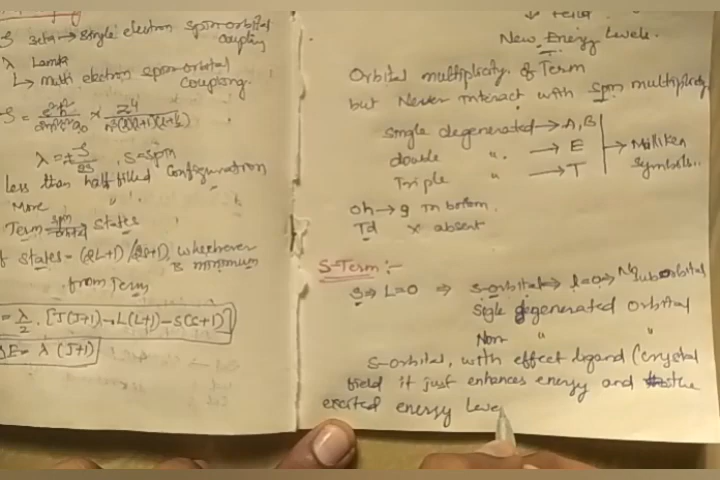 zeta → single electron spin-orbital
coupling
λ Lamda
↳ multi electron spin-orbital
coupling.
λ = ± ζ/2S , S = spin
Less than half filled configuration
More " "
Term → states
states = (2L+1) (2S+1), whichever
is minimum
from Term
= λ/2 . [J(J+1) - L(L+1) - S(S+1)]
ΔE = λ (J+1)
↓ field
New Energy Levels.
Orbital multiplicity of Term
but Never interact with spin multiplicity
single degenerated → A, B
double " → E
Triple " → T
→ Milliken
symbols..
Oh → g in bottom.
Td × absent
S-Term :-
S ⇒ L=0 ⇒ s-orbital → l=0 → No suborbital
sigle degenerated orbital
Non " "
S-orbital, with effect ligand (crystal
field it just enhances energy and the
excited energy leve